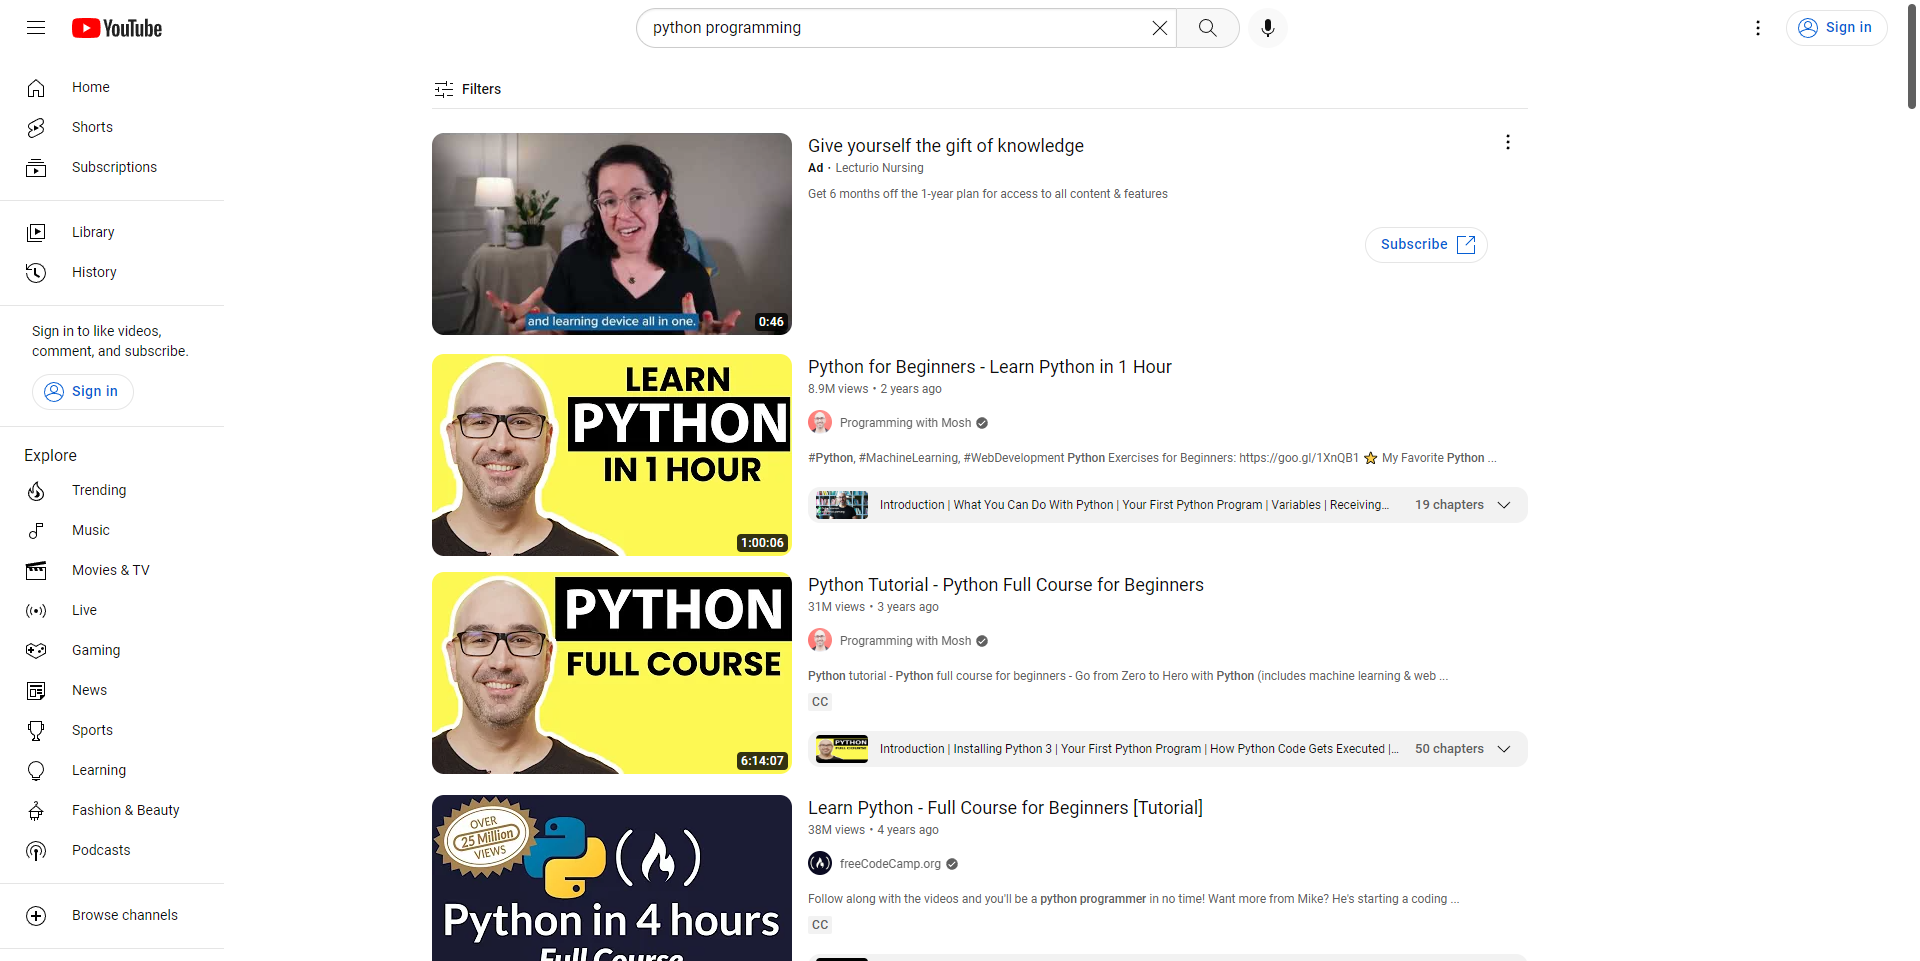 YouTube
python programming
Sign in
Home
Shorts
Subscriptions
Library
History
Sign in to like videos,
comment, and subscribe.
Sign in
Explore
Trending
Music
Movies & TV
Live
Gaming
News
Sports
Learning
Fashion & Beauty
Podcasts
Browse channels
Filters
and learning device all in one.
0:46
Give yourself the gift of knowledge
Ad · Lecturio Nursing
Get 6 months off the 1-year plan for access to all content & features
Subscribe
LEARN
PYTHON
IN 1 HOUR
1:00:06
Python for Beginners - Learn Python in 1 Hour
8.9M views • 2 years ago
Programming with Mosh
#Python, #MachineLearning, #WebDevelopment Python Exercises for Beginners: https://goo.gl/1XnQB1 ⭐ My Favorite Python ...
Introduction | What You Can Do With Python | Your First Python Program | Variables | Receiving...
19 chapters
PYTHON
FULL COURSE
6:14:07
Python Tutorial - Python Full Course for Beginners
31M views • 3 years ago
Programming with Mosh
Python tutorial - Python full course for beginners - Go from Zero to Hero with Python (includes machine learning & web ...
CC
PYTHON
FULL COURSE
Introduction | Installing Python 3 | Your First Python Program | How Python Code Gets Executed |...
50 chapters
OVER
25 Million
VIEWS
Python in 4 hours
Full Course
Learn Python - Full Course for Beginners [Tutorial]
38M views • 4 years ago
freeCodeCamp.org
Follow along with the videos and you'll be a python programmer in no time! Want more from Mike? He's starting a coding ...
CC